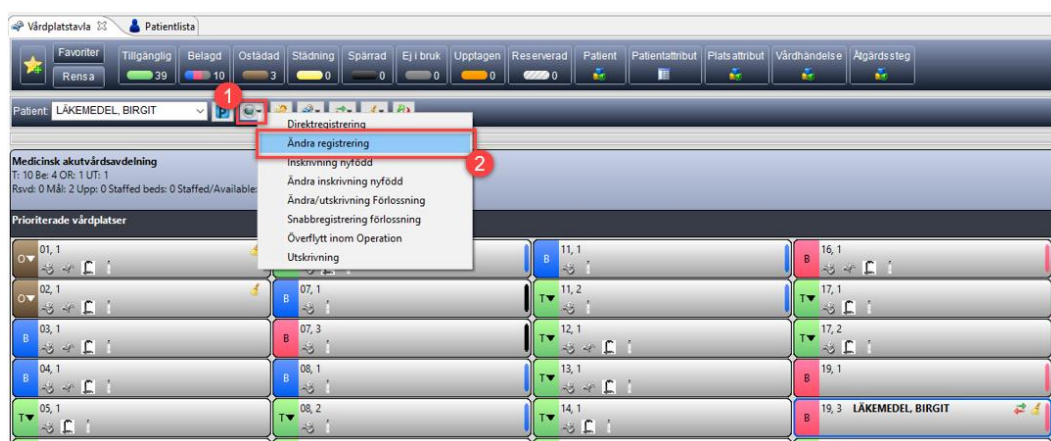 Vårdplatstavla Patientlista
Favoriter Tillgänglig Belagd Ostädad Städning Spärrad Ej i bruk Upptagen Reserverad Patient Patientattribut Platsattribut Vårdhändelse Åtgärdssteg
Rensa 39 10 3 0 0 0 0 0
1
Patient: LÄKEMEDEL, BIRGIT P
Direktregistrering
Ändra registrering
2
Inskrivning nyfödd
Ändra inskrivning nyfödd
Ändra/utskrivning Förlossning
Snabbregistrering förlossning
Överflytt inom Operation
Utskrivning
Medicinsk akutvårdsavdelning
T: 10 Be: 4 OR: 1 UT: 1
Rsvd: 0 Mål: 2 Upp: 0 Staffed beds: 0 Staffed/Available:
Prioriterade vårdplatser
O 01, 1
B 11, 1
B 16, 1
O 02, 1
B 07, 1
T 11, 2
T 17, 1
B 03, 1
B 07, 3
T 12, 1
T 17, 2
B 04, 1
B 08, 1
T 13, 1
B 19, 1
T 05, 1
T 08, 2
T 14, 1
B 19, 3 LÄKEMEDEL, BIRGIT